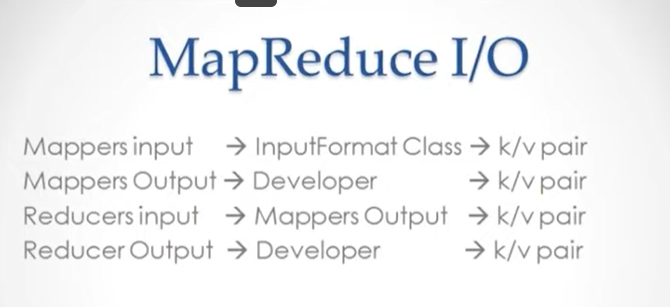 MapReduce I/O
Mappers input → InputFormat Class → k/v pair
Mappers Output → Developer → k/v pair
Reducers input → Mappers Output → k/v pair
Reducer Output → Developer → k/v pair